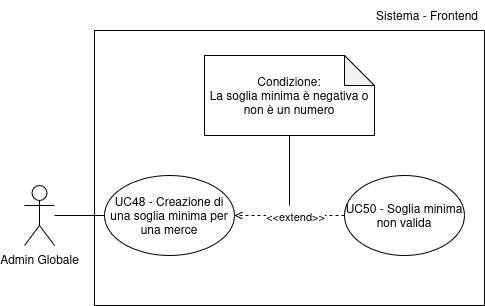 Sistema - Frontend
Condizione:
La soglia minima è negativa o
non è un numero
UC48 - Creazione di
una soglia minima per
una merce
<<extend>>
UC50 - Soglia minima
non valida
Admin Globale